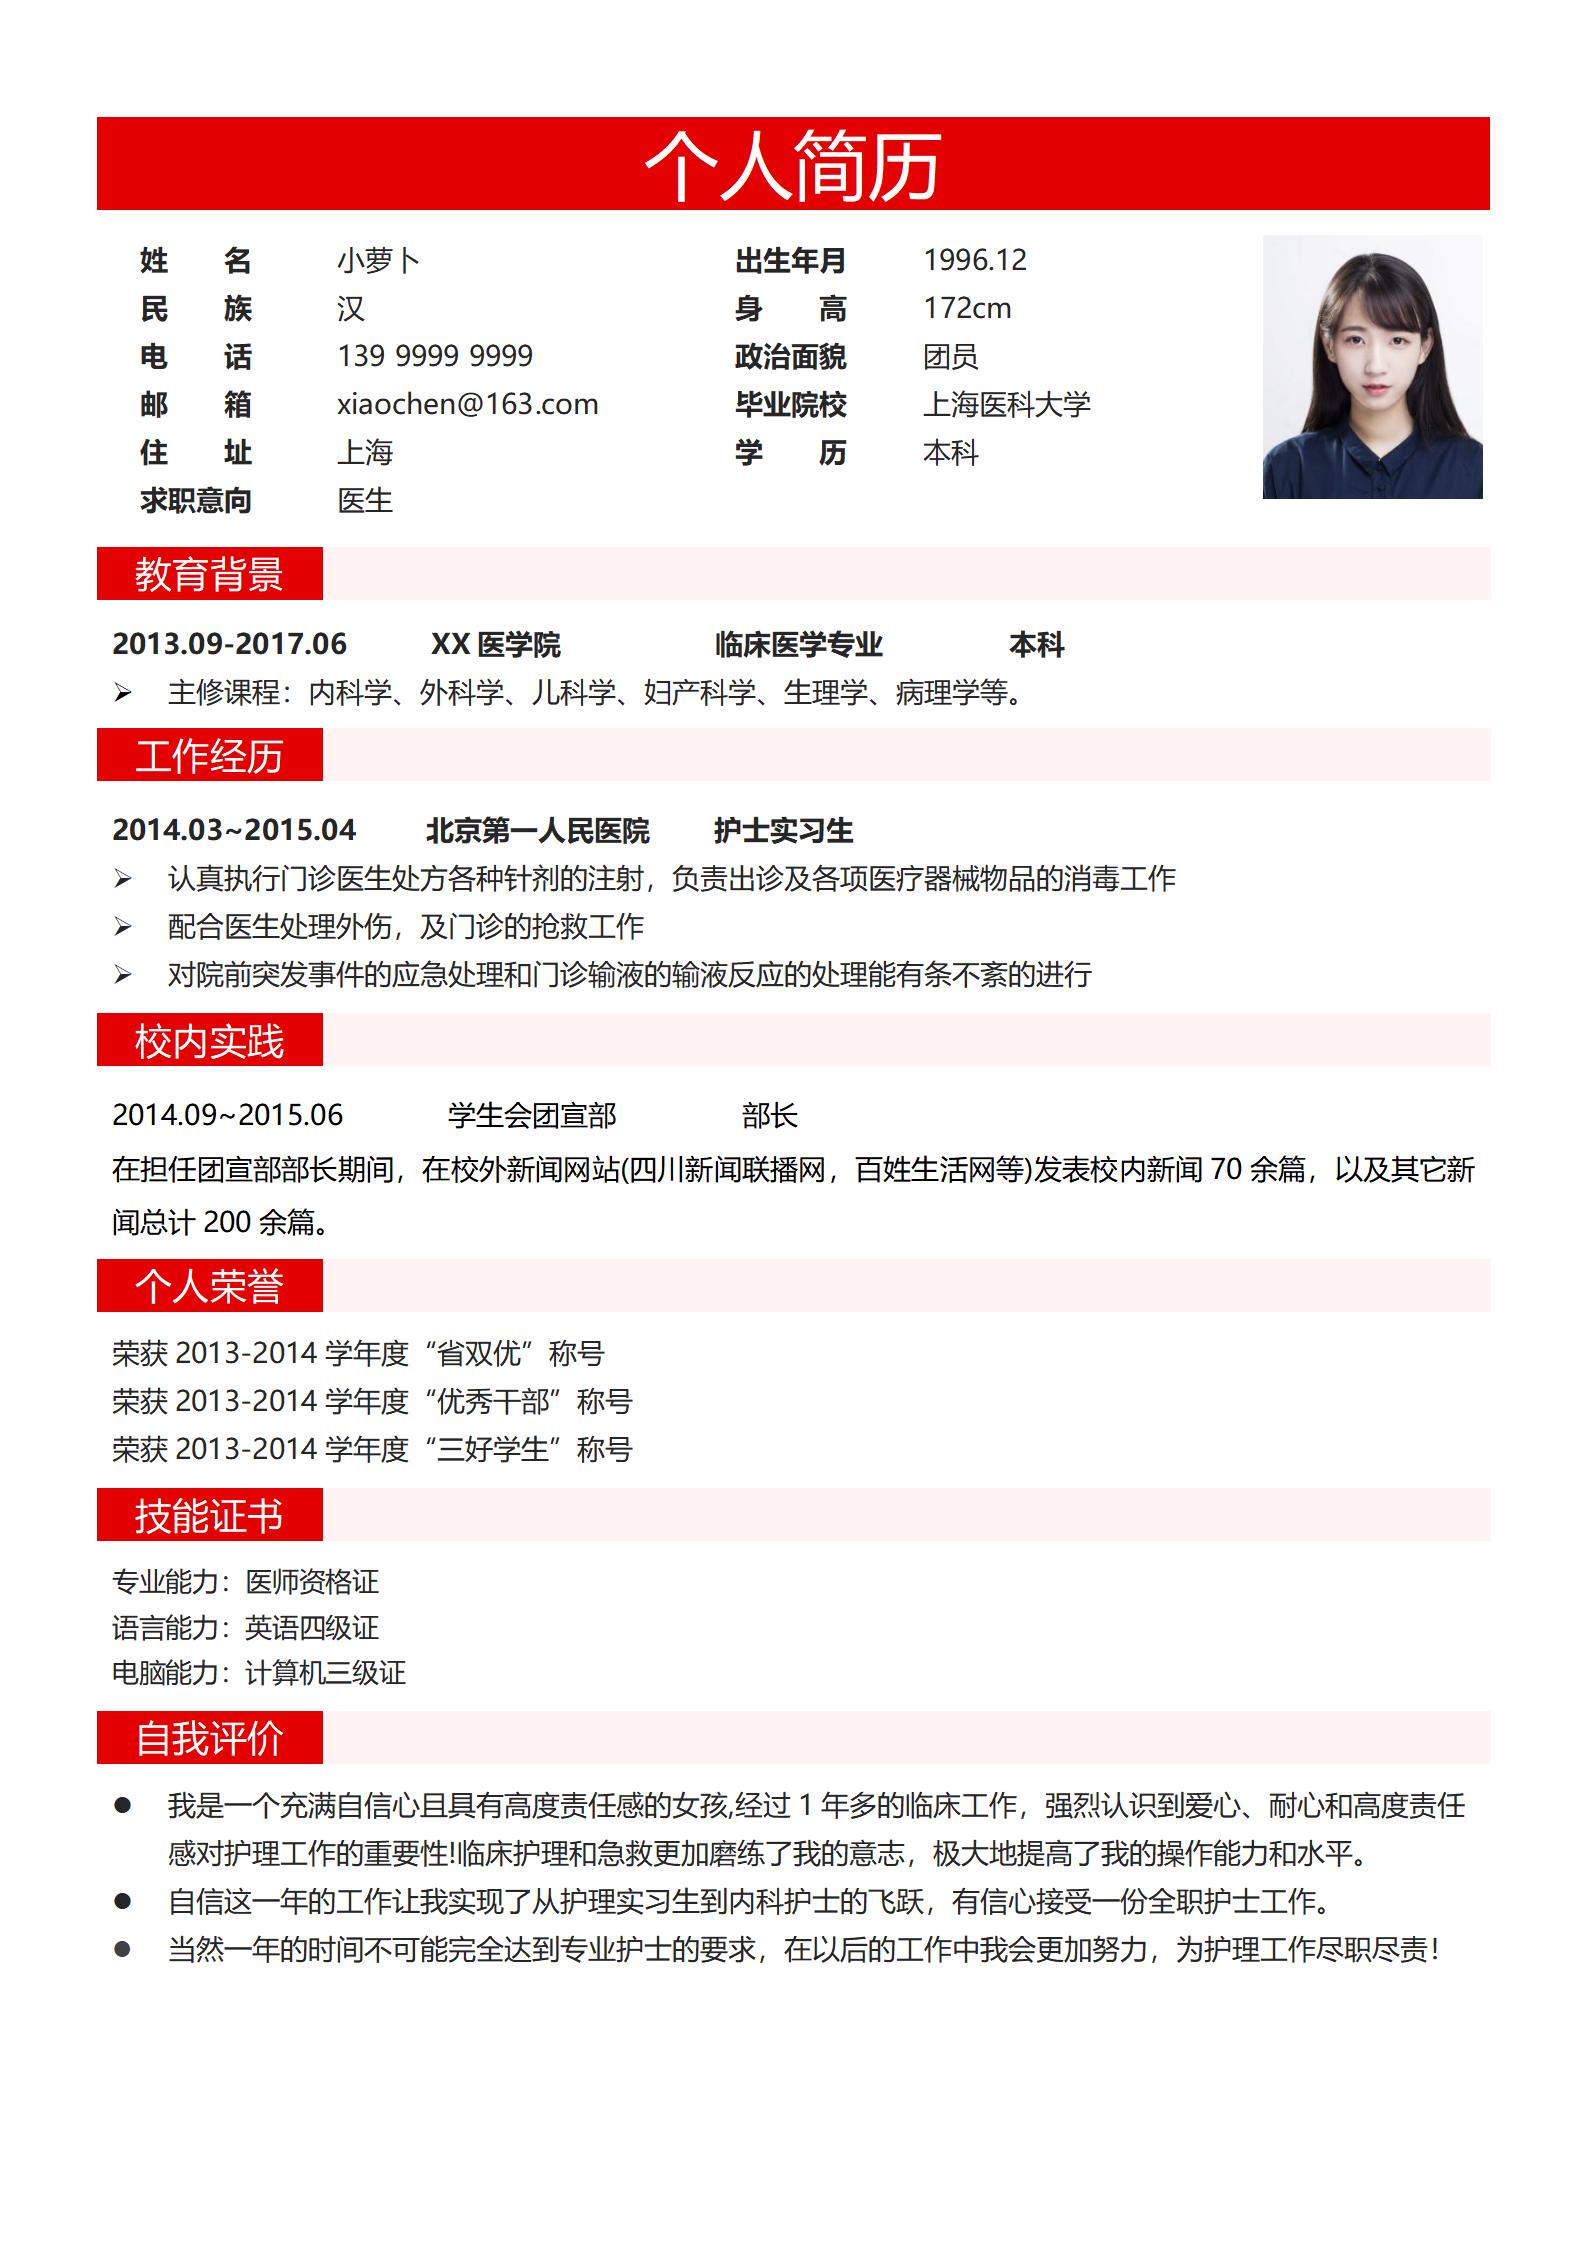 个人简历
姓 名 小萝卜 出生年月 1996.12
民 族 汉 身 高 172cm
电 话 139 9999 9999 政治面貌 团员
邮 箱 xiaochen@163.com 毕业院校 上海医科大学
住 址 上海 学 历 本科
求职意向 医生
教育背景
2013.09-2017.06 XX 医学院 临床医学专业 本科
➢ 主修课程：内科学、外科学、儿科学、妇产科学、生理学、病理学等。
工作经历
2014.03~2015.04 北京第一人民医院 护士实习生
➢ 认真执行门诊医生处方各种针剂的注射，负责出诊及各项医疗器械物品的消毒工作
➢ 配合医生处理外伤，及门诊的抢救工作
➢ 对院前突发事件的应急处理和门诊输液的输液反应的处理能有条不紊的进行
校内实践
2014.09~2015.06 学生会团宣部 部长
在担任团宣部部长期间，在校外新闻网站(四川新闻联播网，百姓生活网等)发表校内新闻 70 余篇，以及其它新
闻总计 200 余篇。
个人荣誉
荣获 2013-2014 学年度“省双优”称号
荣获 2013-2014 学年度“优秀干部”称号
荣获 2013-2014 学年度“三好学生”称号
技能证书
专业能力：医师资格证
语言能力：英语四级证
电脑能力：计算机三级证
自我评价
● 我是一个充满自信心且具有高度责任感的女孩,经过 1 年多的临床工作，强烈认识到爱心、耐心和高度责任
感对护理工作的重要性!临床护理和急救更加磨练了我的意志，极大地提高了我的操作能力和水平。
● 自信这一年的工作让我实现了从护理实习生到内科护士的飞跃，有信心接受一份全职护士工作。
● 当然一年的时间不可能完全达到专业护士的要求，在以后的工作中我会更加努力，为护理工作尽职尽责！